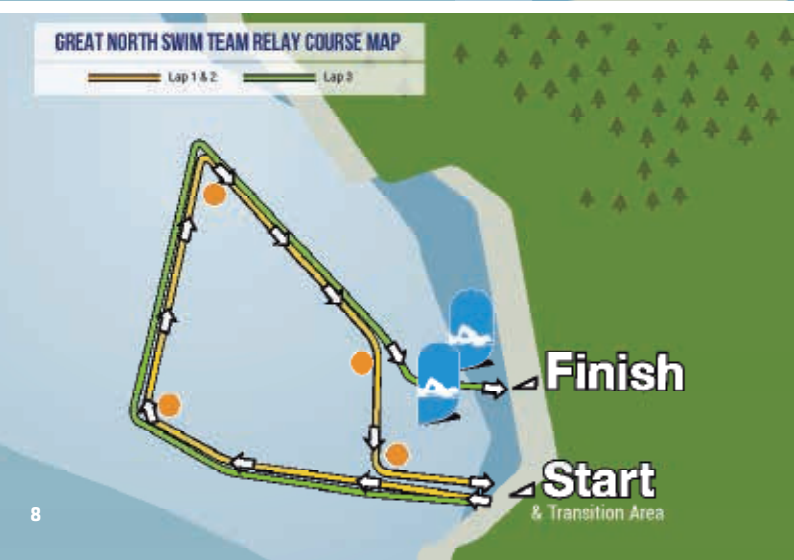 GREAT NORTH SWIM TEAM RELAY COURSE MAP
Lap 1 & 2 Lap 3
Finish
Start
& Transition Area
8